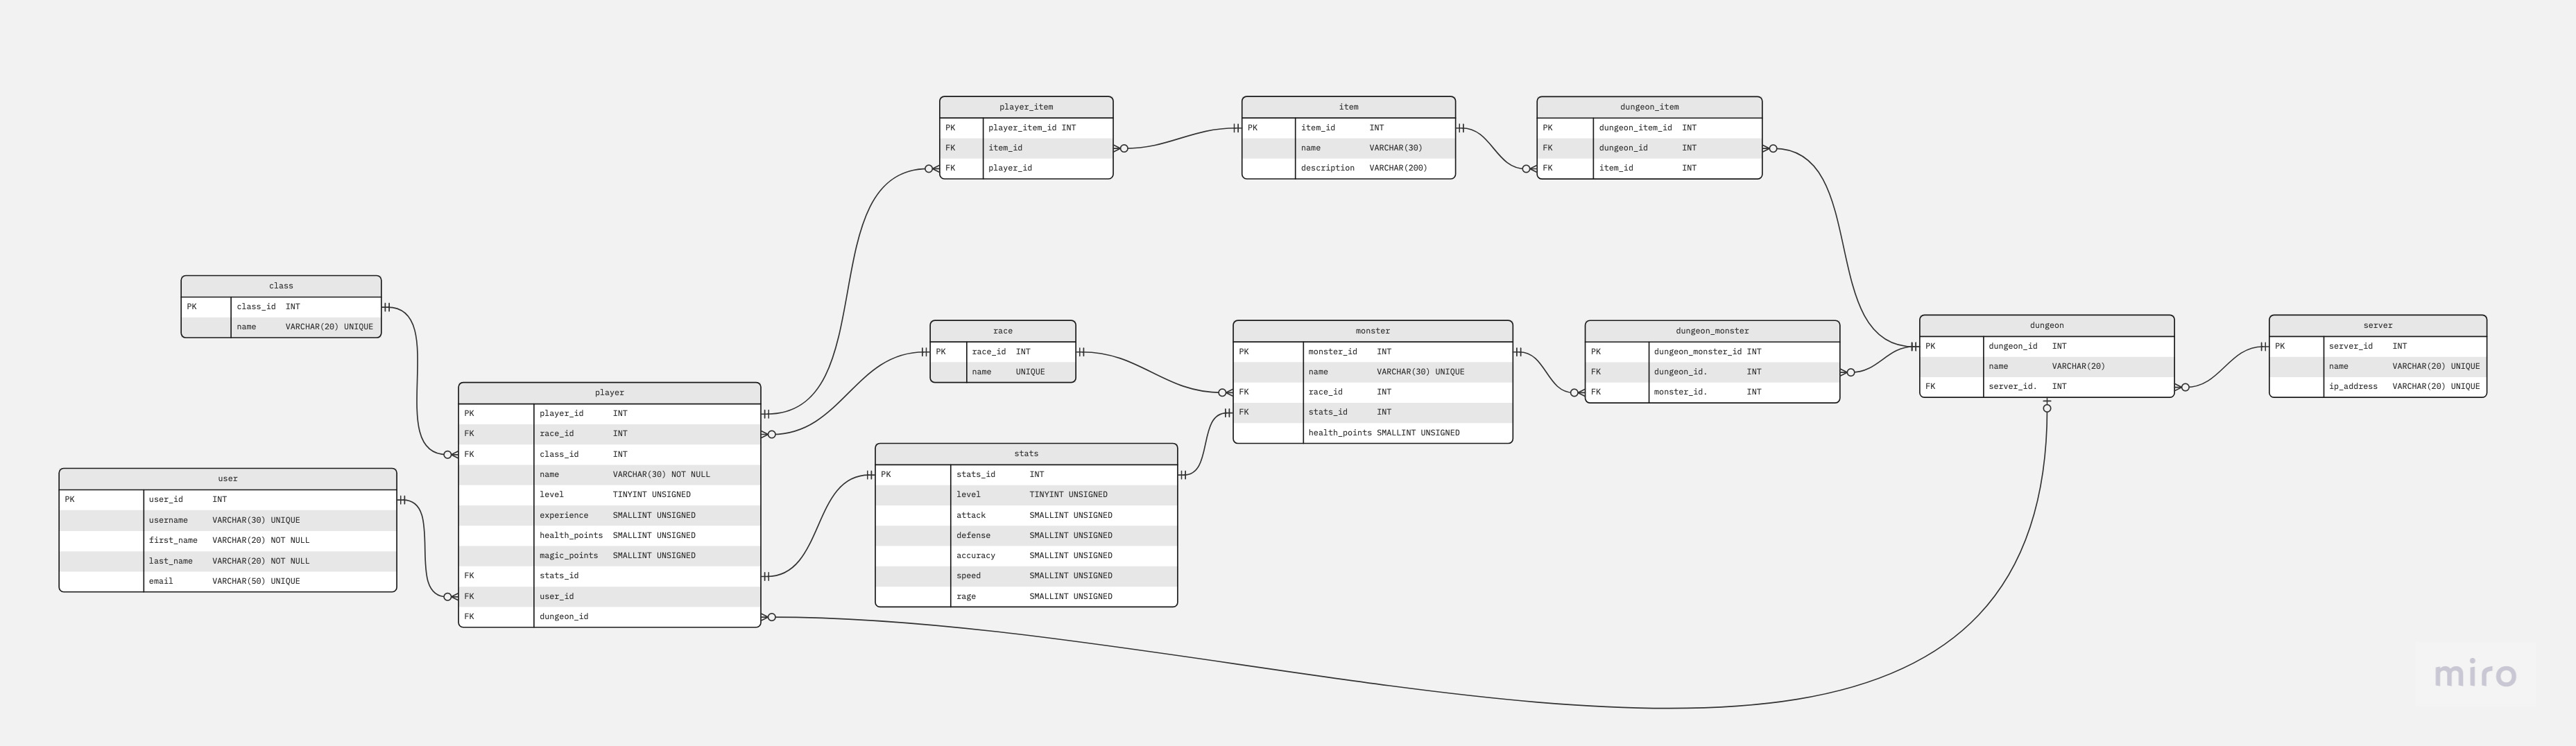 player_item
PK player_item_id INT
FK item_id
FK player_id
item
PK item_id INT
name VARCHAR(30)
description VARCHAR(200)
dungeon_item
PK dungeon_item_id INT
FK dungeon_id INT
FK item_id INT
class
PK class_id INT
name VARCHAR(20) UNIQUE
race
PK race_id INT
name UNIQUE
monster
PK monster_id INT
name VARCHAR(30) UNIQUE
FK race_id INT
FK stats_id INT
health_points SMALLINT UNSIGNED
dungeon_monster
PK dungeon_monster_id INT
FK dungeon_id. INT
FK monster_id. INT
dungeon
PK dungeon_id INT
name VARCHAR(20)
FK server_id. INT
server
PK server_id INT
name VARCHAR(20) UNIQUE
ip_address VARCHAR(20) UNIQUE
player
PK player_id INT
FK race_id INT
FK class_id INT
name VARCHAR(30) NOT NULL
level TINYINT UNSIGNED
experience SMALLINT UNSIGNED
health_points SMALLINT UNSIGNED
magic_points SMALLINT UNSIGNED
FK stats_id
FK user_id
FK dungeon_id
user
PK user_id INT
username VARCHAR(30) UNIQUE
first_name VARCHAR(20) NOT NULL
last_name VARCHAR(20) NOT NULL
email VARCHAR(50) UNIQUE
stats
PK stats_id INT
level TINYINT UNSIGNED
attack SMALLINT UNSIGNED
defense SMALLINT UNSIGNED
accuracy SMALLINT UNSIGNED
speed SMALLINT UNSIGNED
rage SMALLINT UNSIGNED
miro